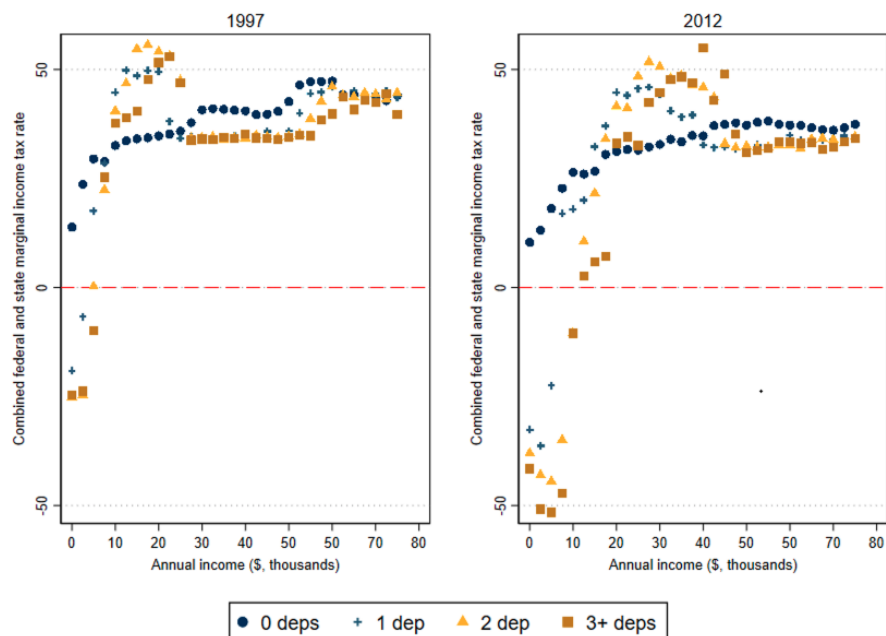 1997
2012
Combined federal and state marginal income tax rate
50
0
-50
0 10 20 30 40 50 60 70 80
Annual income ($, thousands)
Combined federal and state marginal income tax rate
50
0
-50
0 10 20 30 40 50 60 70 80
Annual income ($, thousands)
0 deps 1 dep 2 dep 3+ deps